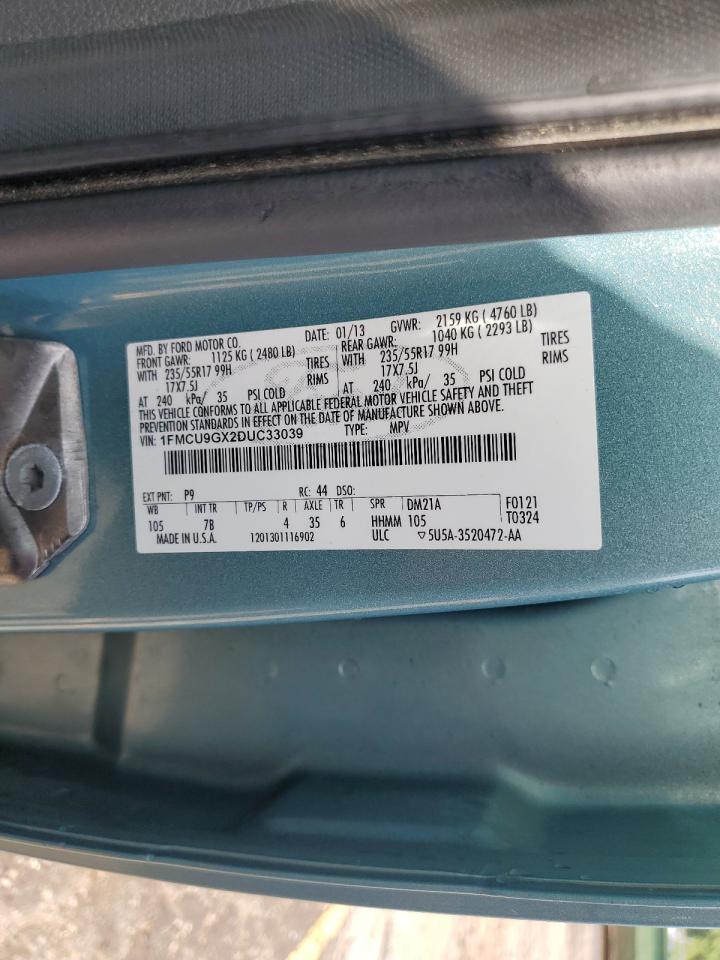 MFD. BY FORD MOTOR CO. DATE: 01/13 GVWR: 2159 KG ( 4760 LB)
FRONT GAWR: 1125 KG ( 2480 LB) REAR GAWR: 1040 KG ( 2293 LB)
WITH 235/55R17 99H TIRES WITH 235/55R17 99H TIRES
17X7.5J RIMS 17X7.5J RIMS
AT 240 kPa/ 35 PSI COLD AT 240 kPa/ 35 PSI COLD
THIS VEHICLE CONFORMS TO ALL APPLICABLE FEDERAL MOTOR VEHICLE SAFETY AND THEFT
PREVENTION STANDARDS IN EFFECT ON THE DATE OF MANUFACTURE SHOWN ABOVE.
VIN: 1FMCU9GX2DUC33039 TYPE: MPV
EXT PNT: P9 RC: 44 DSO:
WB INT TR TP/PS R AXLE TR SPR DM21A F0121
105 7B 4 35 6 HHMM 105 T0324
MADE IN U.S.A. 1201301116902 ULC ▽5U5A-3520472-AA